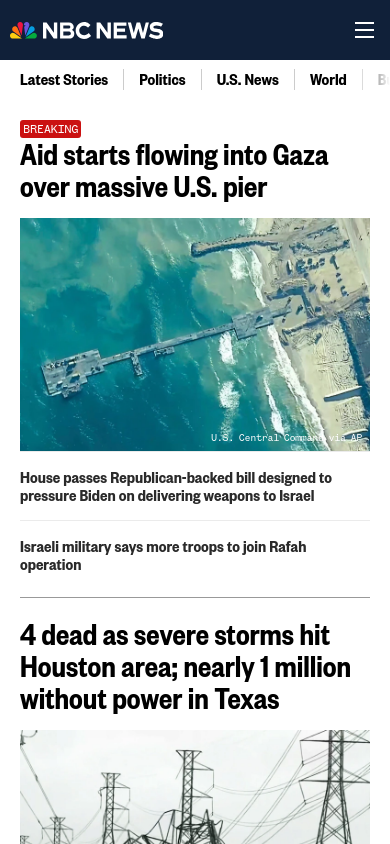 NBC NEWS
Latest Stories
Politics
U.S. News
World
BREAKING
Aid starts flowing into Gaza
over massive U.S. pier
U.S. Central Command via AP
House passes Republican-backed bill designed to
pressure Biden on delivering weapons to Israel
Israeli military says more troops to join Rafah
operation
4 dead as severe storms hit
Houston area; nearly 1 million
without power in Texas